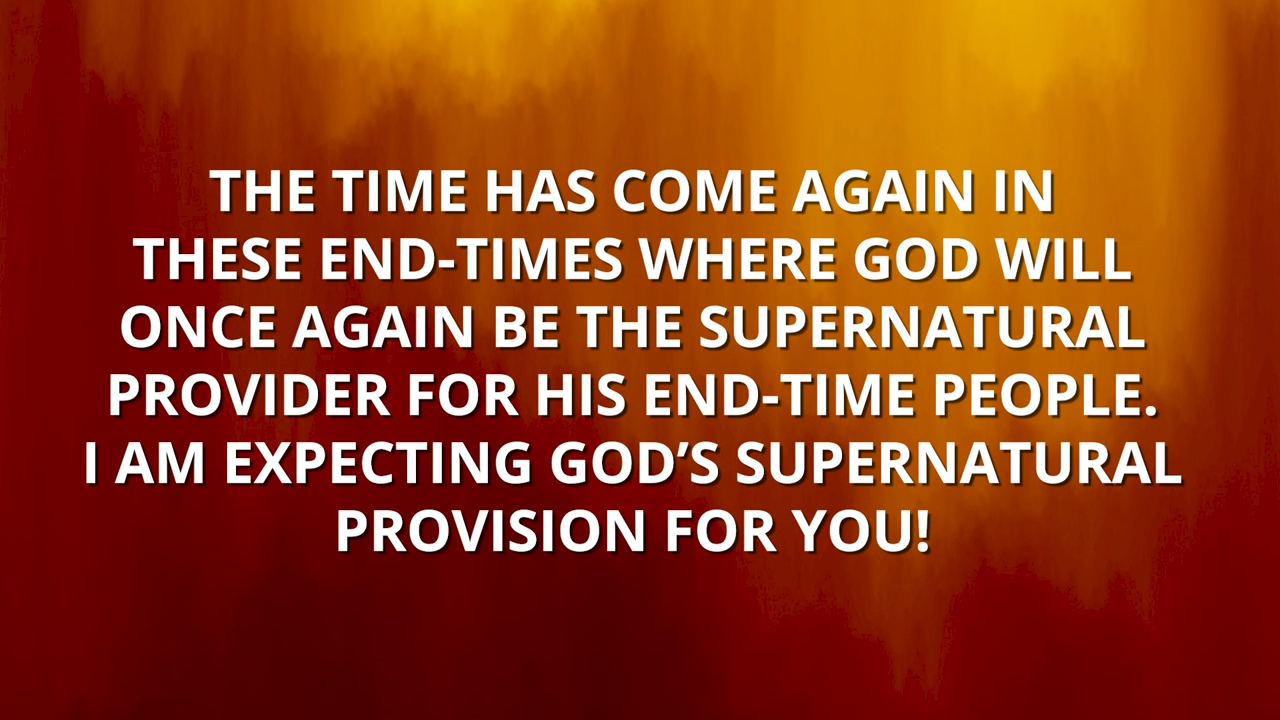 THE TIME HAS COME AGAIN IN
THESE END-TIMES WHERE GOD WILL
ONCE AGAIN BE THE SUPERNATURAL
PROVIDER FOR HIS END-TIME PEOPLE.
I AM EXPECTING GOD’S SUPERNATURAL
PROVISION FOR YOU!